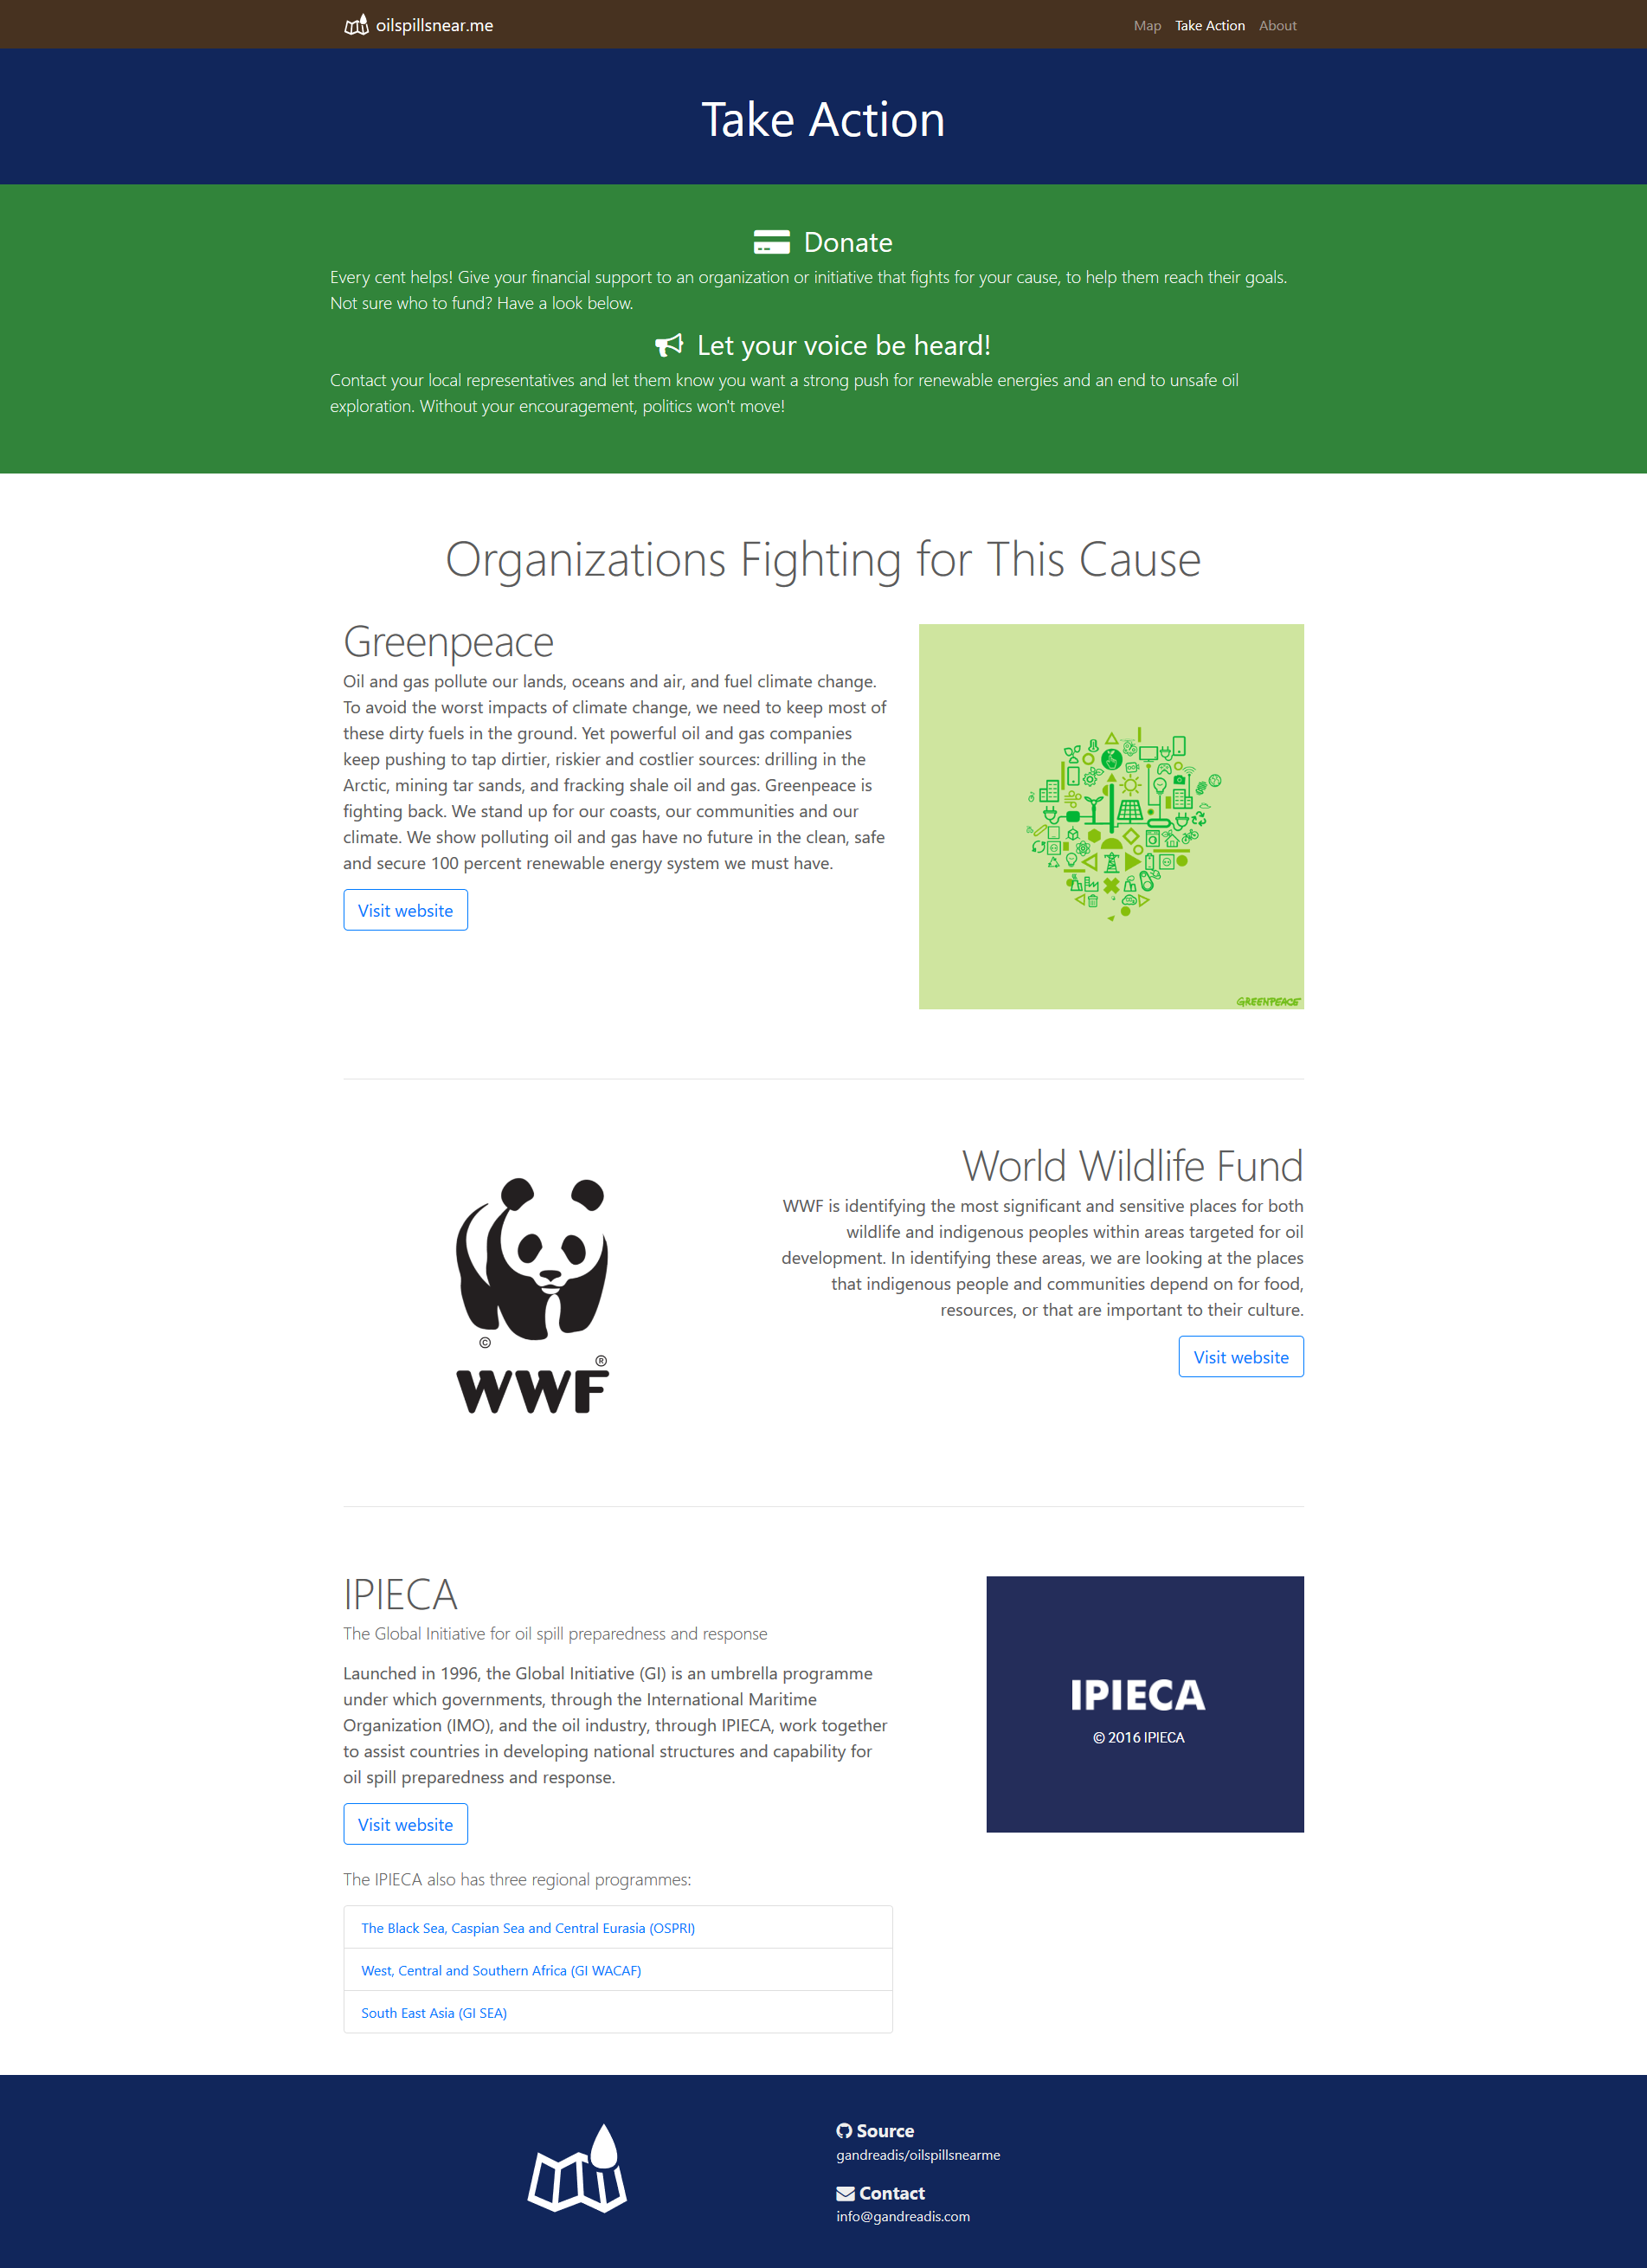 oilspillsnear.me
Map Take Action About
Take Action
Donate
Every cent helps! Give your financial support to an organization or initiative that fights for your cause, to help them reach their goals.
Not sure who to fund? Have a look below.
Let your voice be heard!
Contact your local representatives and let them know you want a strong push for renewable energies and an end to unsafe oil
exploration. Without your encouragement, politics won't move!
Organizations Fighting for This Cause
Greenpeace
Oil and gas pollute our lands, oceans and air, and fuel climate change.
To avoid the worst impacts of climate change, we need to keep most of
these dirty fuels in the ground. Yet powerful oil and gas companies
keep pushing to tap dirtier, riskier and costlier sources: drilling in the
Arctic, mining tar sands, and fracking shale oil and gas. Greenpeace is
fighting back. We stand up for our coasts, our communities and our
climate. We show polluting oil and gas have no future in the clean, safe
and secure 100 percent renewable energy system we must have.
Visit website
GREENPEACE
World Wildlife Fund
WWF is identifying the most significant and sensitive places for both
wildlife and indigenous peoples within areas targeted for oil
development. In identifying these areas, we are looking at the places
that indigenous people and communities depend on for food,
resources, or that are important to their culture.
Visit website
©
®
WWF
IPIECA
The Global Initiative for oil spill preparedness and response
Launched in 1996, the Global Initiative (GI) is an umbrella programme
under which governments, through the International Maritime
Organization (IMO), and the oil industry, through IPIECA, work together
to assist countries in developing national structures and capability for
oil spill preparedness and response.
Visit website
IPIECA
© 2016 IPIECA
The IPIECA also has three regional programmes:
The Black Sea, Caspian Sea and Central Eurasia (OSPRI)
West, Central and Southern Africa (GI WACAF)
South East Asia (GI SEA)
Source
gandreadis/oilspillsnearme
Contact
info@gandreadis.com